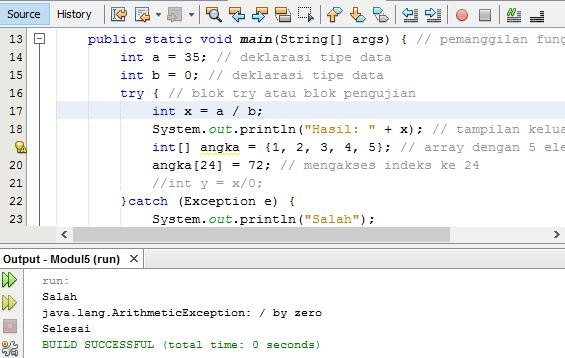 Source History
13 public static void main(String[] args) { // pemanggilan fung
14 int a = 35; // deklarasi tipe data
15 int b = 0; // deklarasi tipe data
16 try { // blok try atau blok pengujian
17 int x = a / b;
18 System.out.println("Hasil: " + x); // tampilan kelua
int[] angka = {1, 2, 3, 4, 5}; // array dengan 5 ele
20 angka[24] = 72; // mengakses indeks ke 24
21 //int y = x/0;
22 }catch (Exception e) {
23 System.out.println("Salah");
Output - Modul5 (run) X
run:
Salah
java.lang.ArithmeticException: / by zero
Selesai
BUILD SUCCESSFUL (total time: 0 seconds)